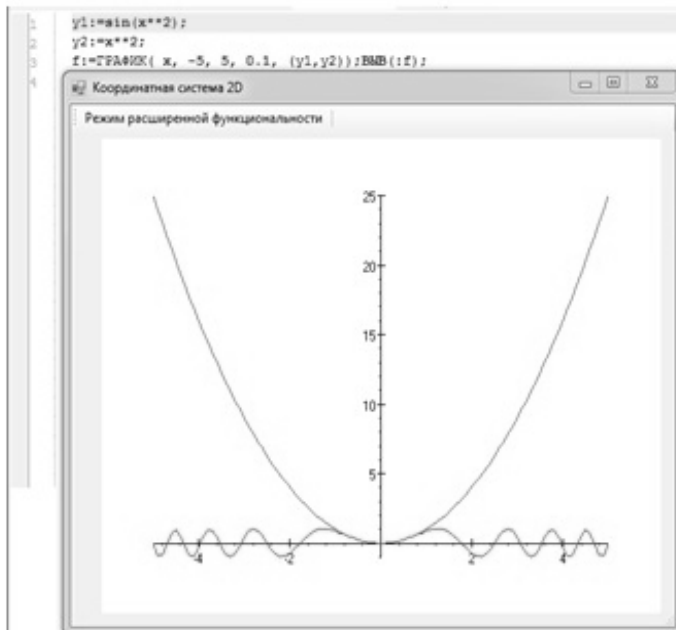 1 y1:=sin(x**2);
2 y2:=x**2;
3 f:=ГРАФИК( x, -5, 5, 0.1, (y1,y2));ВЫВ(:f);
4
Координатная система 2D
Режим расширенной функциональности
25
20
15
10
5
-4 -2 2 4